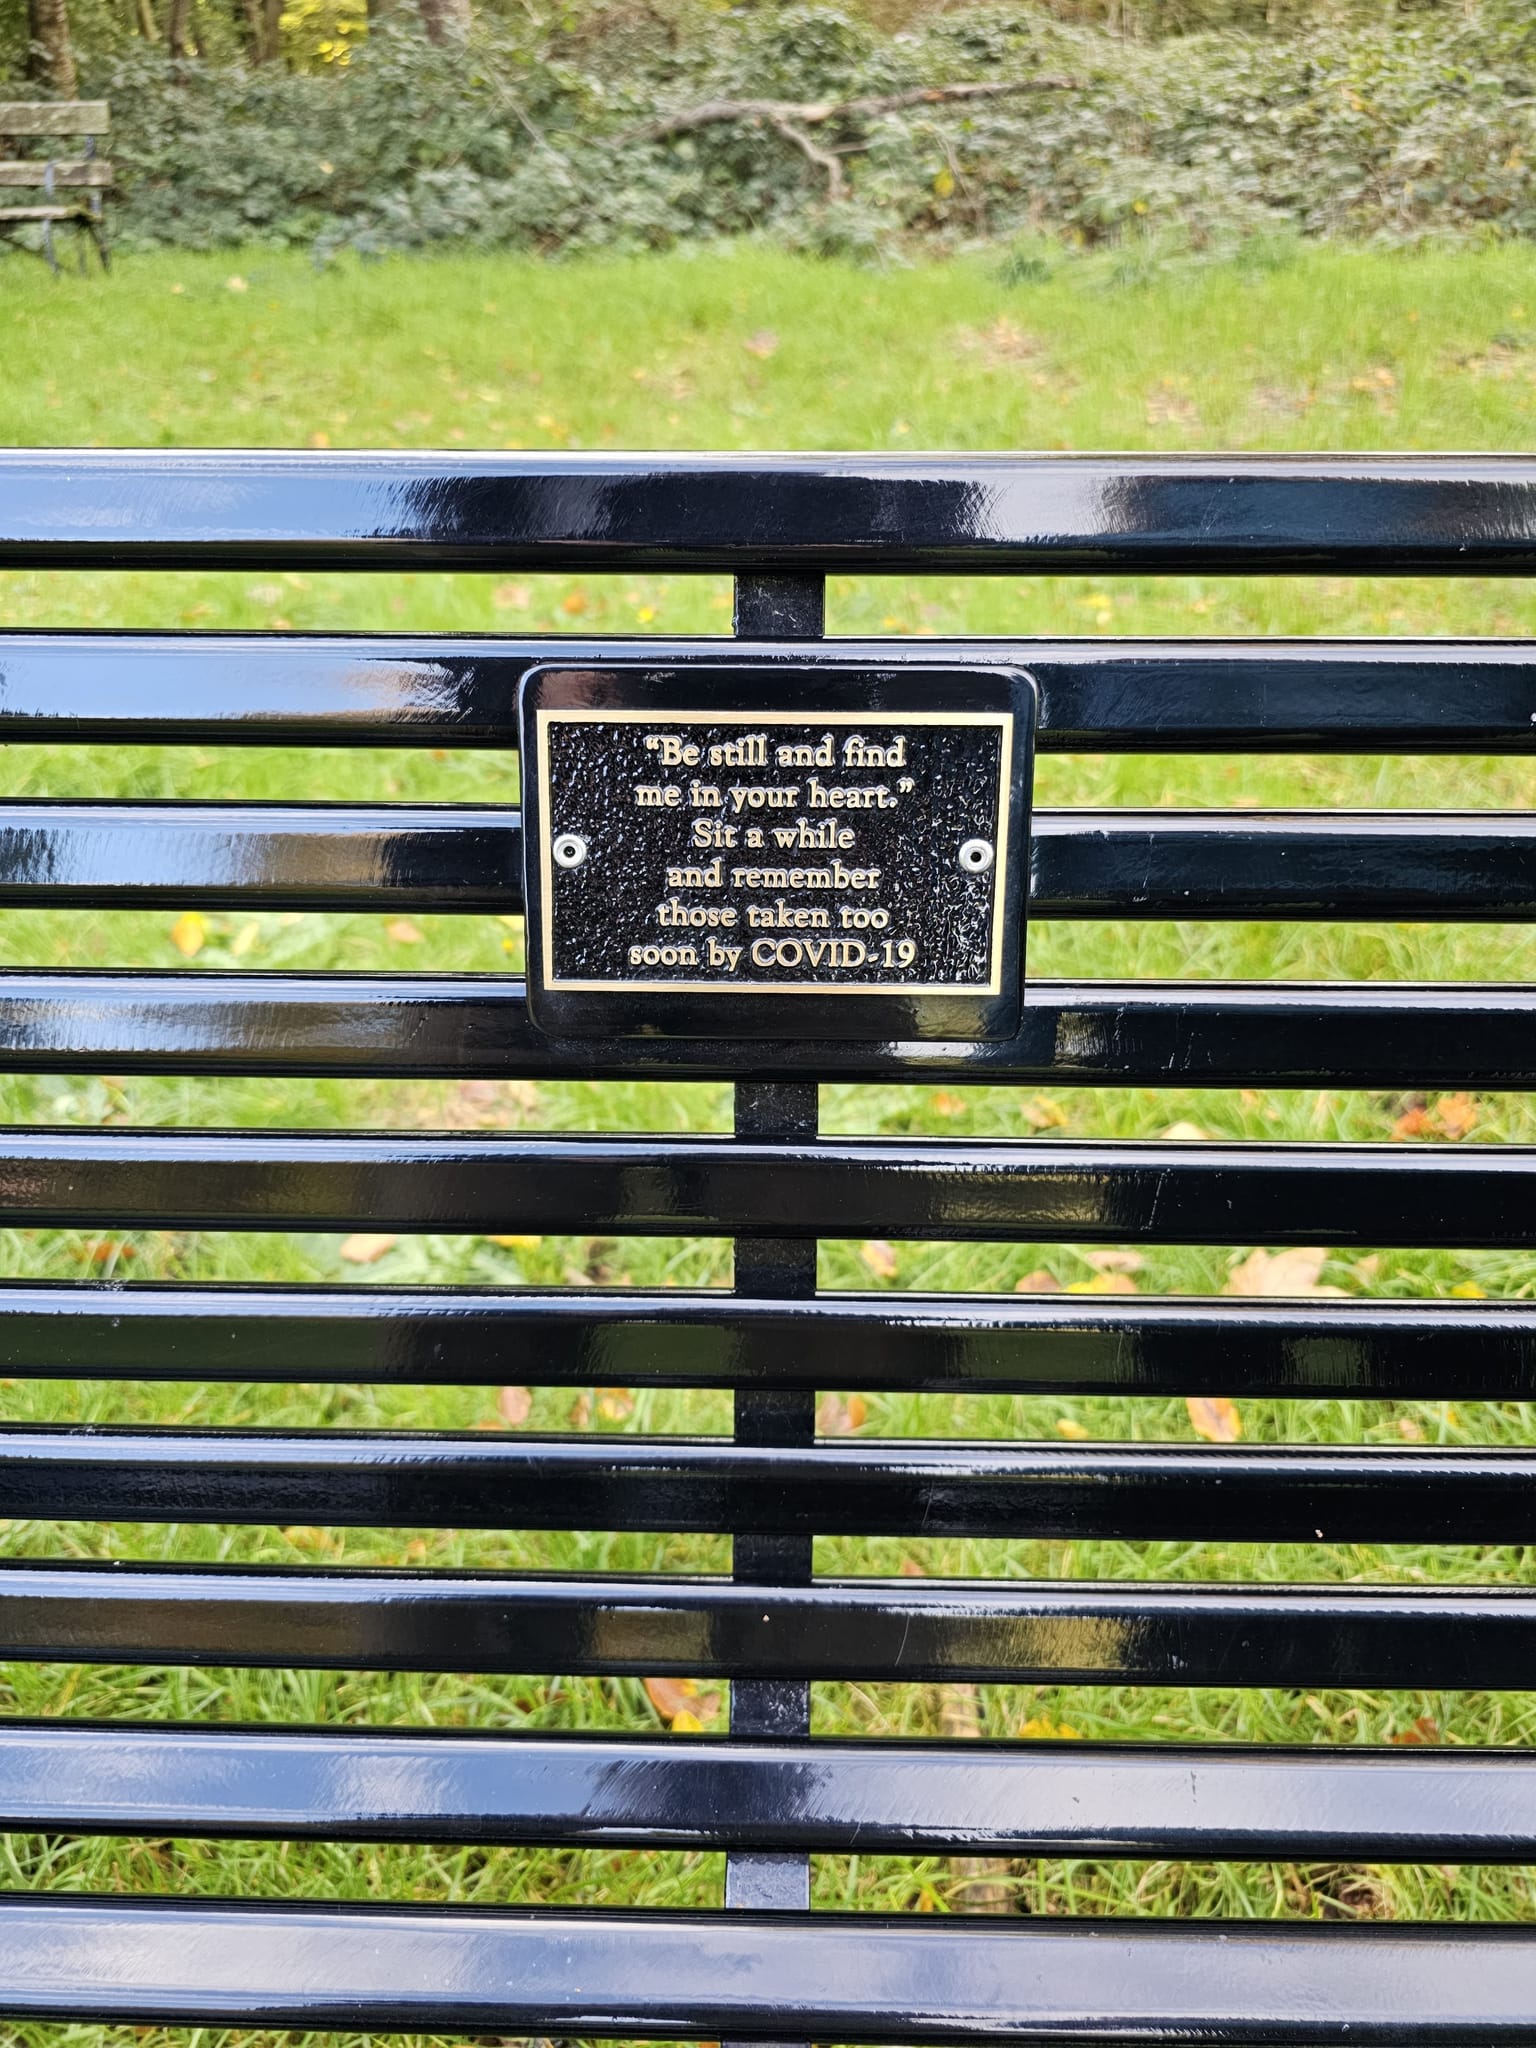 “Be still and find
me in your heart.”
Sit a while
and remember
those taken too
soon by COVID-19